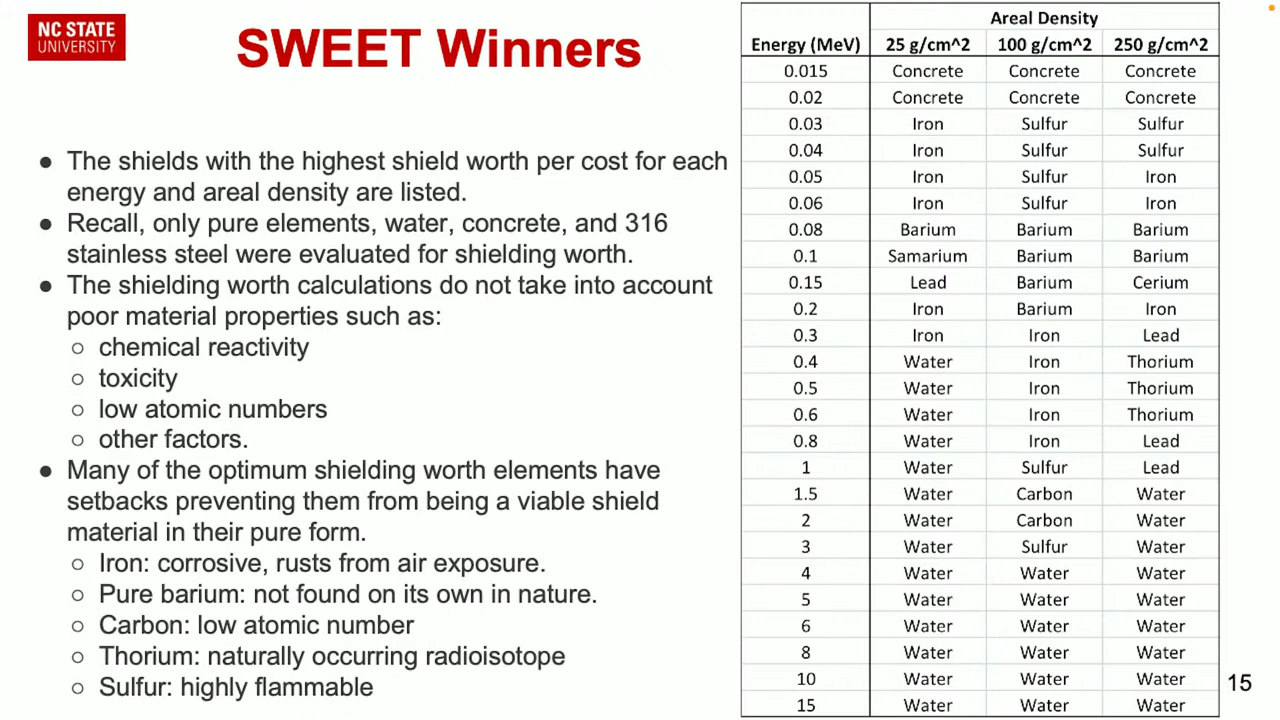 NC STATE
UNIVERSITY
SWEET Winners
● The shields with the highest shield worth per cost for each
energy and areal density are listed.
● Recall, only pure elements, water, concrete, and 316
stainless steel were evaluated for shielding worth.
● The shielding worth calculations do not take into account
poor material properties such as:
○ chemical reactivity
○ toxicity
○ low atomic numbers
○ other factors.
● Many of the optimum shielding worth elements have
setbacks preventing them from being a viable shield
material in their pure form.
○ Iron: corrosive, rusts from air exposure.
○ Pure barium: not found on its own in nature.
○ Carbon: low atomic number
○ Thorium: naturally occurring radioisotope
○ Sulfur: highly flammable
Areal Density
Energy (MeV) 25 g/cm^2 100 g/cm^2 250 g/cm^2
0.015 Concrete Concrete Concrete
0.02 Concrete Concrete Concrete
0.03 Iron Sulfur Sulfur
0.04 Iron Sulfur Sulfur
0.05 Iron Sulfur Iron
0.06 Iron Sulfur Iron
0.08 Barium Barium Barium
0.1 Samarium Barium Barium
0.15 Lead Barium Cerium
0.2 Iron Barium Iron
0.3 Iron Iron Lead
0.4 Water Iron Thorium
0.5 Water Iron Thorium
0.6 Water Iron Thorium
0.8 Water Iron Lead
1 Water Sulfur Lead
1.5 Water Carbon Water
2 Water Carbon Water
3 Water Sulfur Water
4 Water Water Water
5 Water Water Water
6 Water Water Water
8 Water Water Water
10 Water Water Water
15 Water Water Water
15